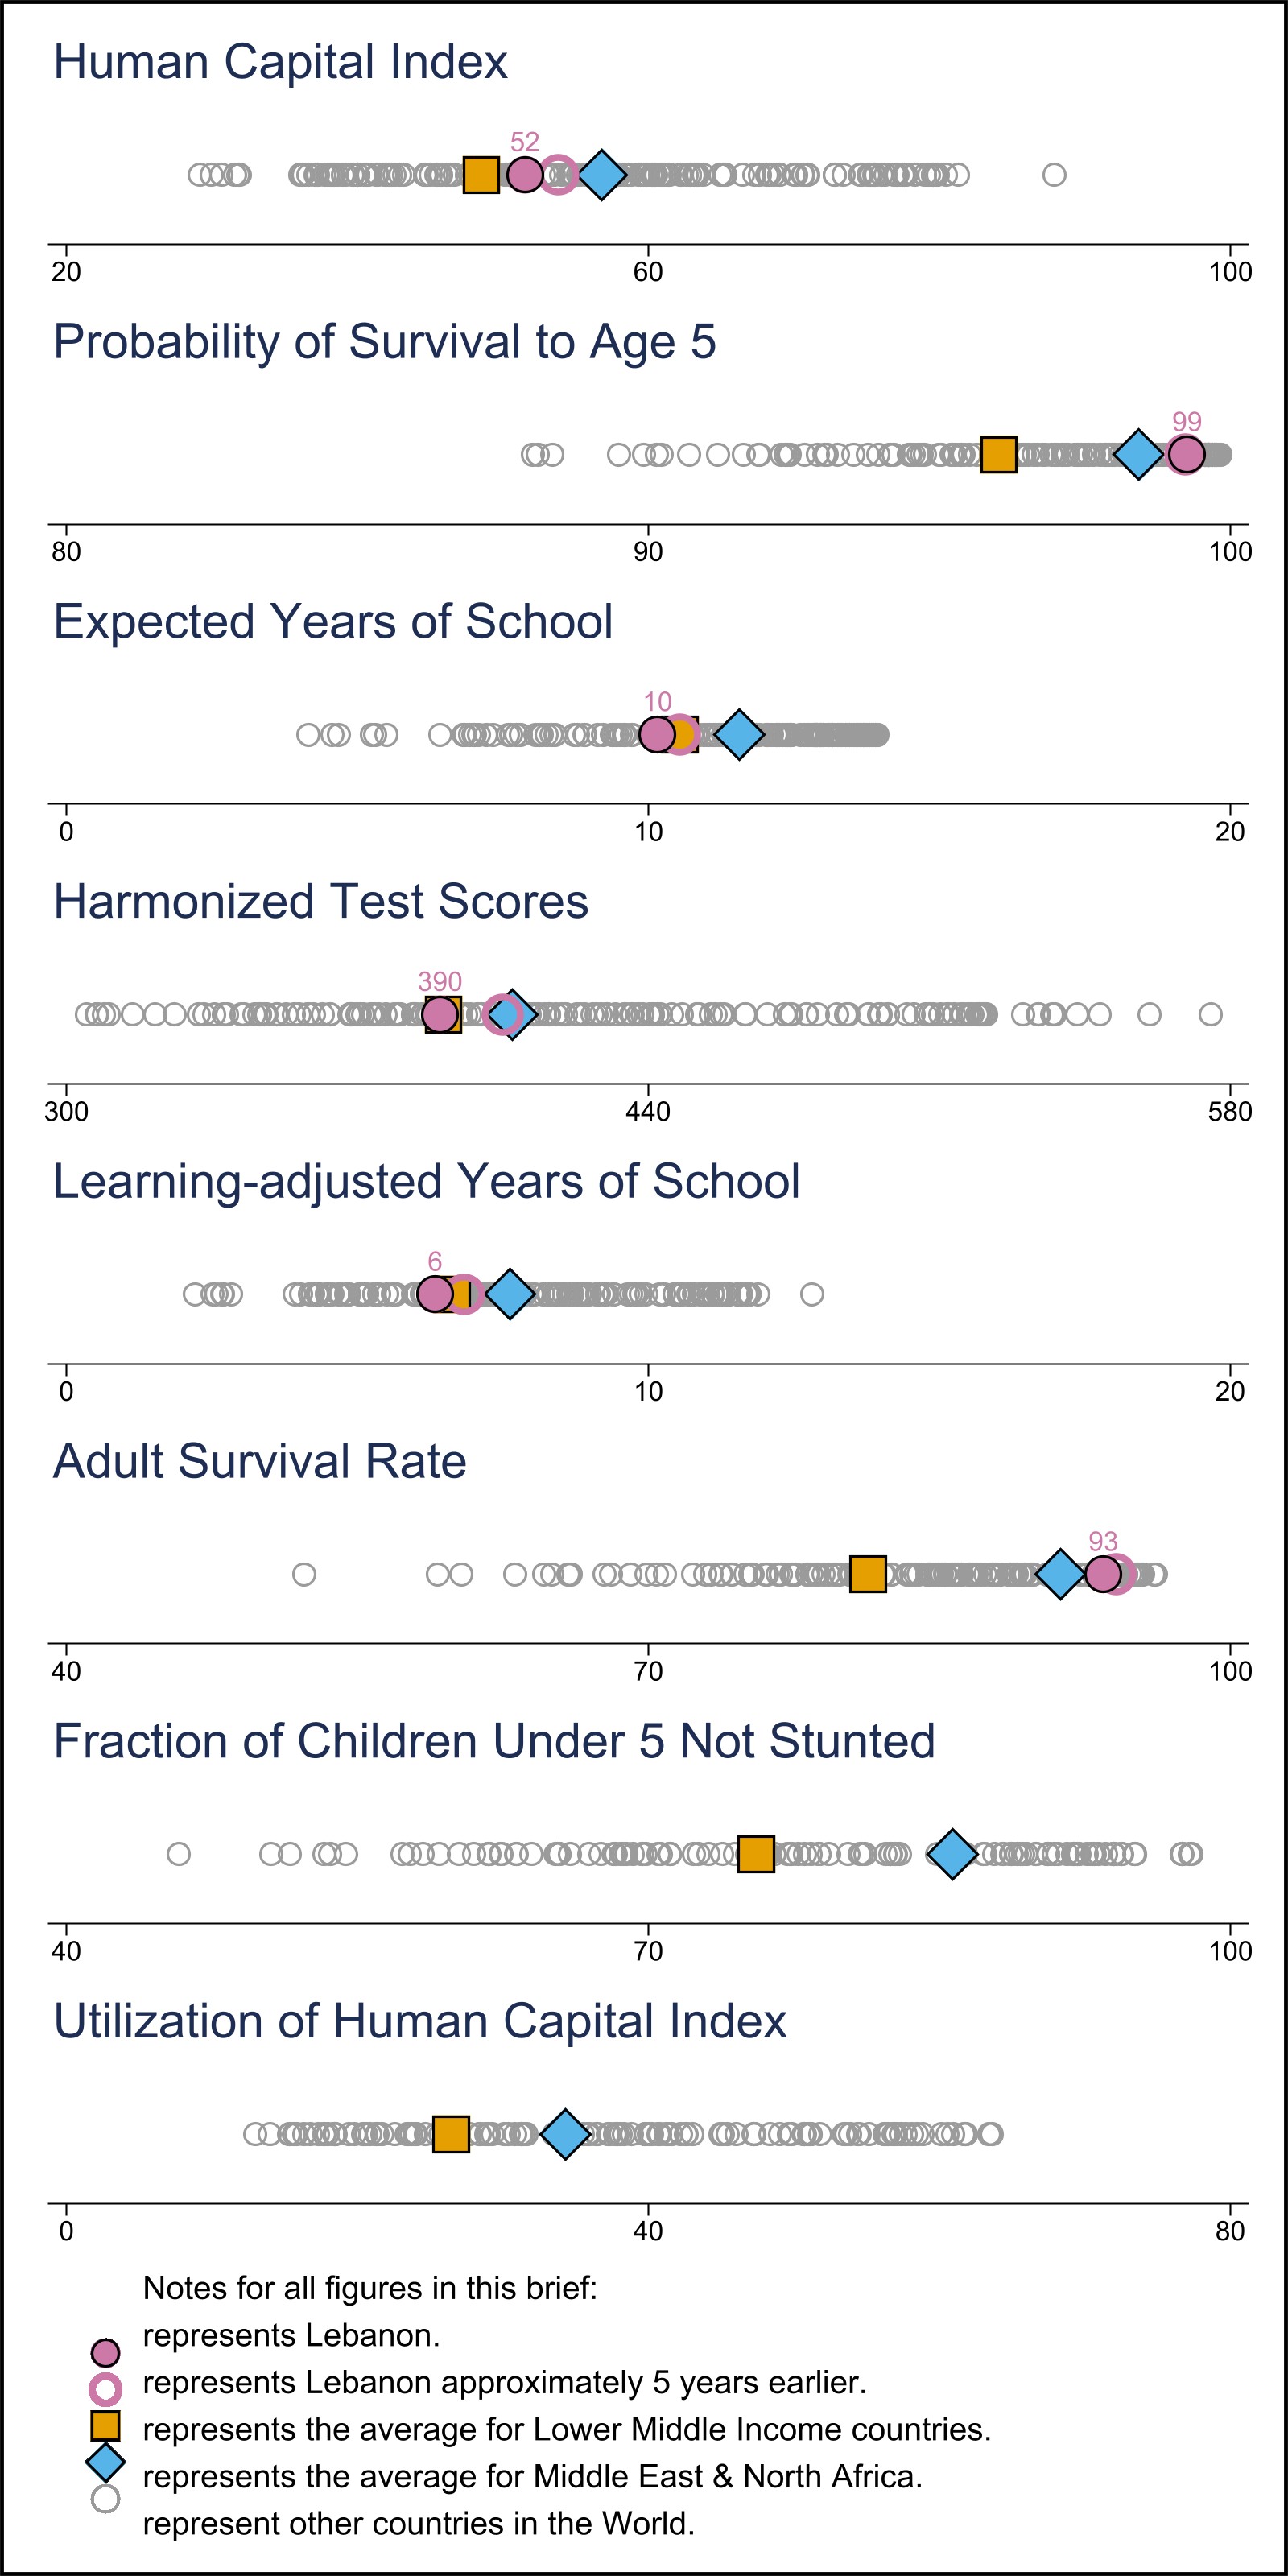 Human Capital Index
52
20 60 100
Probability of Survival to Age 5
99
80 90 100
Expected Years of School
10
0 10 20
Harmonized Test Scores
390
300 440 580
Learning-adjusted Years of School
6
0 10 20
Adult Survival Rate
93
40 70 100
Fraction of Children Under 5 Not Stunted
40 70 100
Utilization of Human Capital Index
0 40 80
Notes for all figures in this brief:
represents Lebanon.
represents Lebanon approximately 5 years earlier.
represents the average for Lower Middle Income countries.
represents the average for Middle East & North Africa.
represent other countries in the World.